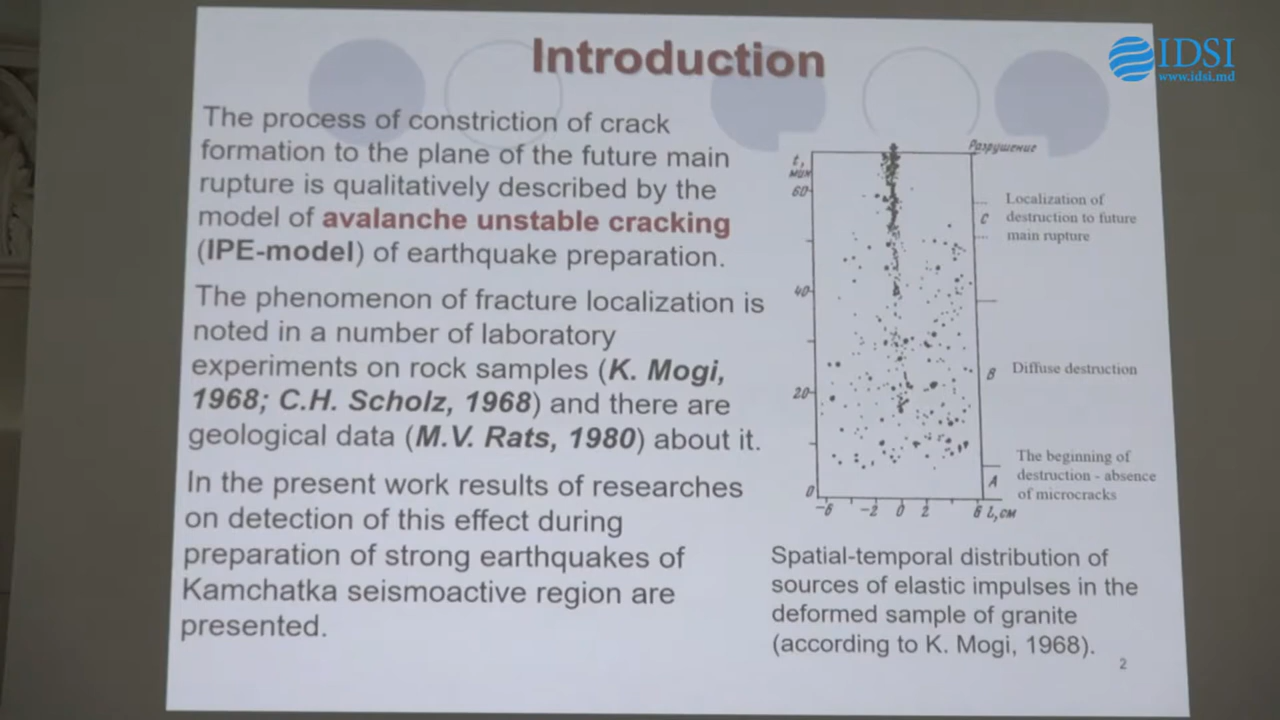 Introduction
IDSI
www.idsi.md
The process of constriction of crack
formation to the plane of the future main
rupture is qualitatively described by the
model of avalanche unstable cracking
(IPE-model) of earthquake preparation.
The phenomenon of fracture localization is
noted in a number of laboratory
experiments on rock samples (K. Mogi,
1968; C.H. Scholz, 1968) and there are
geological data (M.V. Rats, 1980) about it.
In the present work results of researches
on detection of this effect during
preparation of strong earthquakes of
Kamchatka seismoactive region are
presented.
Разрушение
t,
мин
60
40
20
0
-6 -2 0 2 6 l, см
C
B
A
Localization of
destruction to future
main rupture
Diffuse destruction
The beginning of
destruction - absence
of microcracks
Spatial-temporal distribution of
sources of elastic impulses in the
deformed sample of granite
(according to K. Mogi, 1968).
2